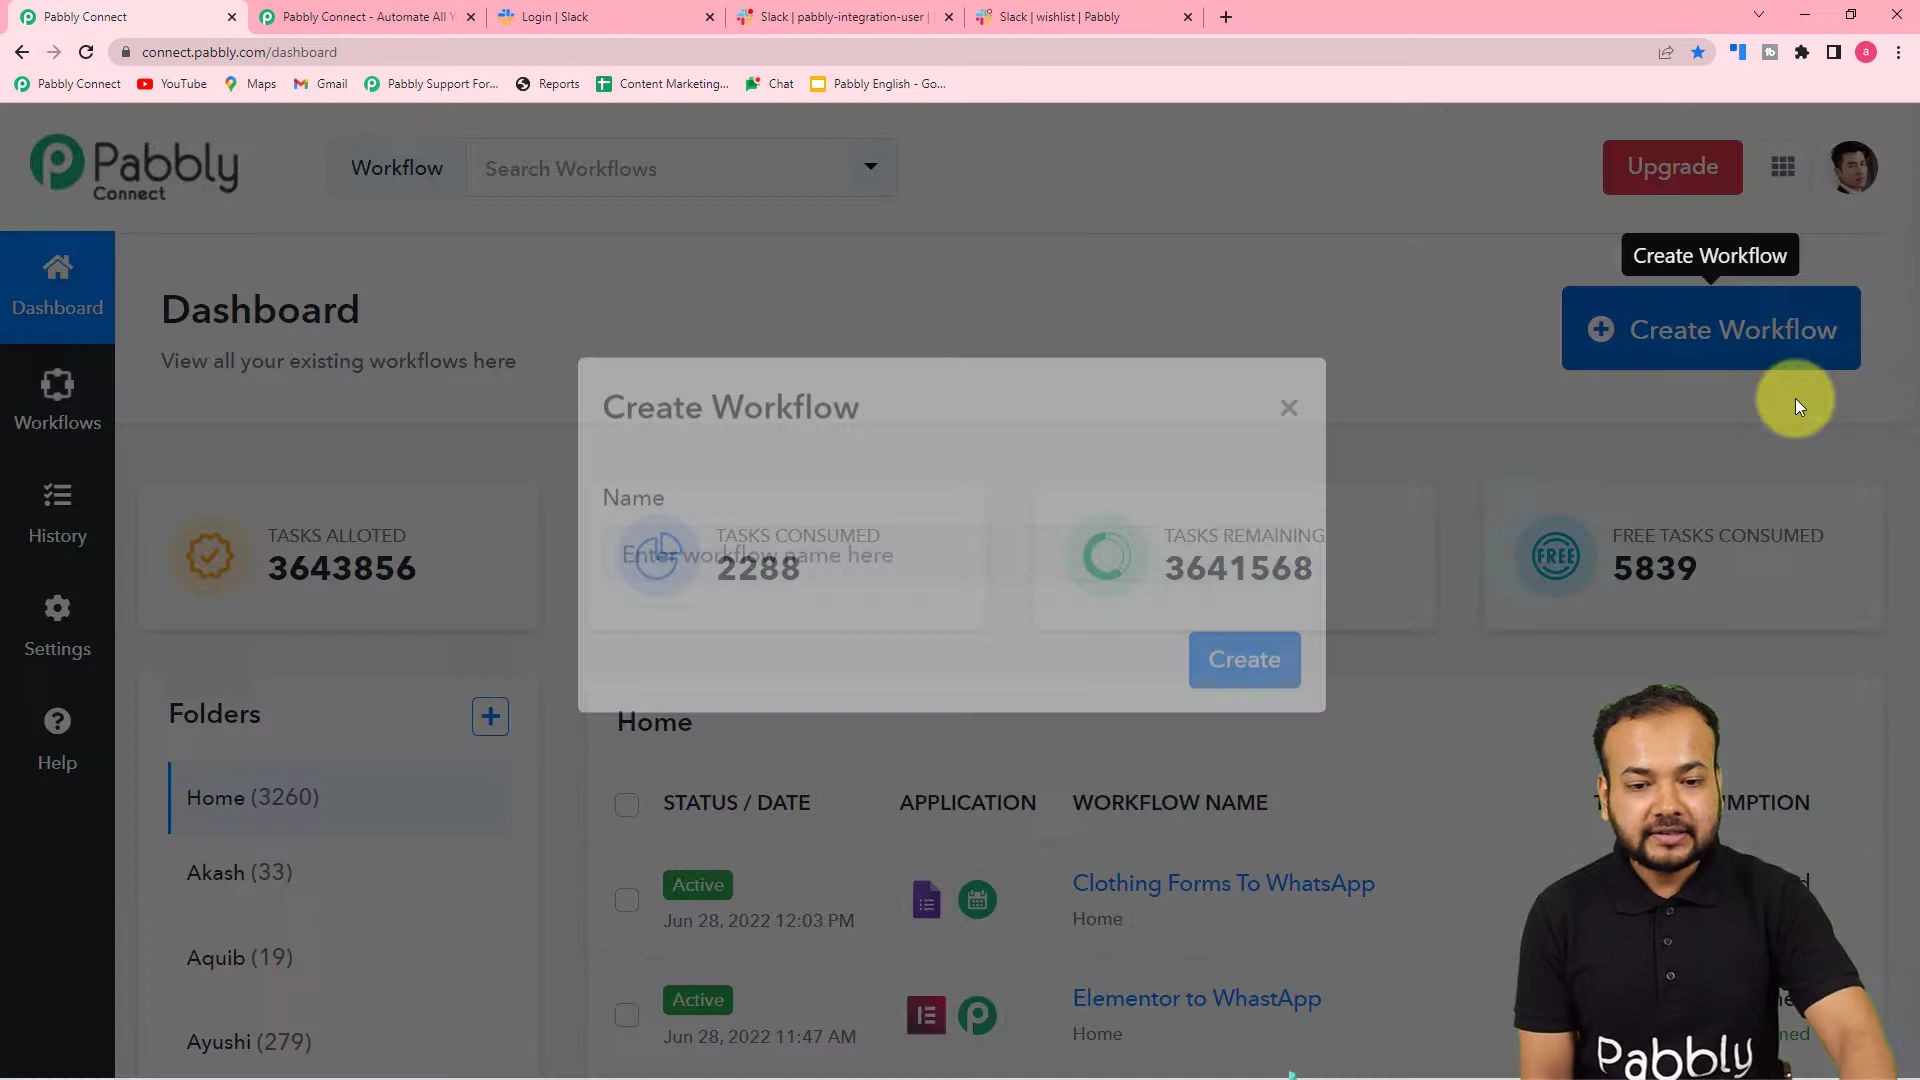 Pabbly Connect
Pabbly Connect - Automate All Y
Login | Slack
Slack | pabbly-integration-user |
Slack | wishlist | Pabbly
connect.pabbly.com/dashboard
a
Pabbly Connect
YouTube
Maps
Gmail
Pabbly Support For...
Reports
Content Marketing...
Chat
Pabbly English - Go...
Pabbly
Connect
Workflow
Search Workflows
Upgrade
Create Workflow
Dashboard
Dashboard
Create Workflow
View all your existing workflows here
Workflows
Create Workflow
Name
History
TASKS ALLOTED
3643856
TASKS CONSUMED
Enter workflow name here
2288
TASKS REMAINING
3641568
FREE
FREE TASKS CONSUMED
5839
Settings
Create
Folders
Home
Help
Home (3260)
STATUS / DATE
APPLICATION
WORKFLOW NAME
Akash (33)
Active
Jun 28, 2022 12:03 PM
Clothing Forms To WhatsApp
Home
Aquib (19)
Active
Jun 28, 2022 11:47 AM
Elementor to WhastApp
Home
Ayushi (279)
Pabbly